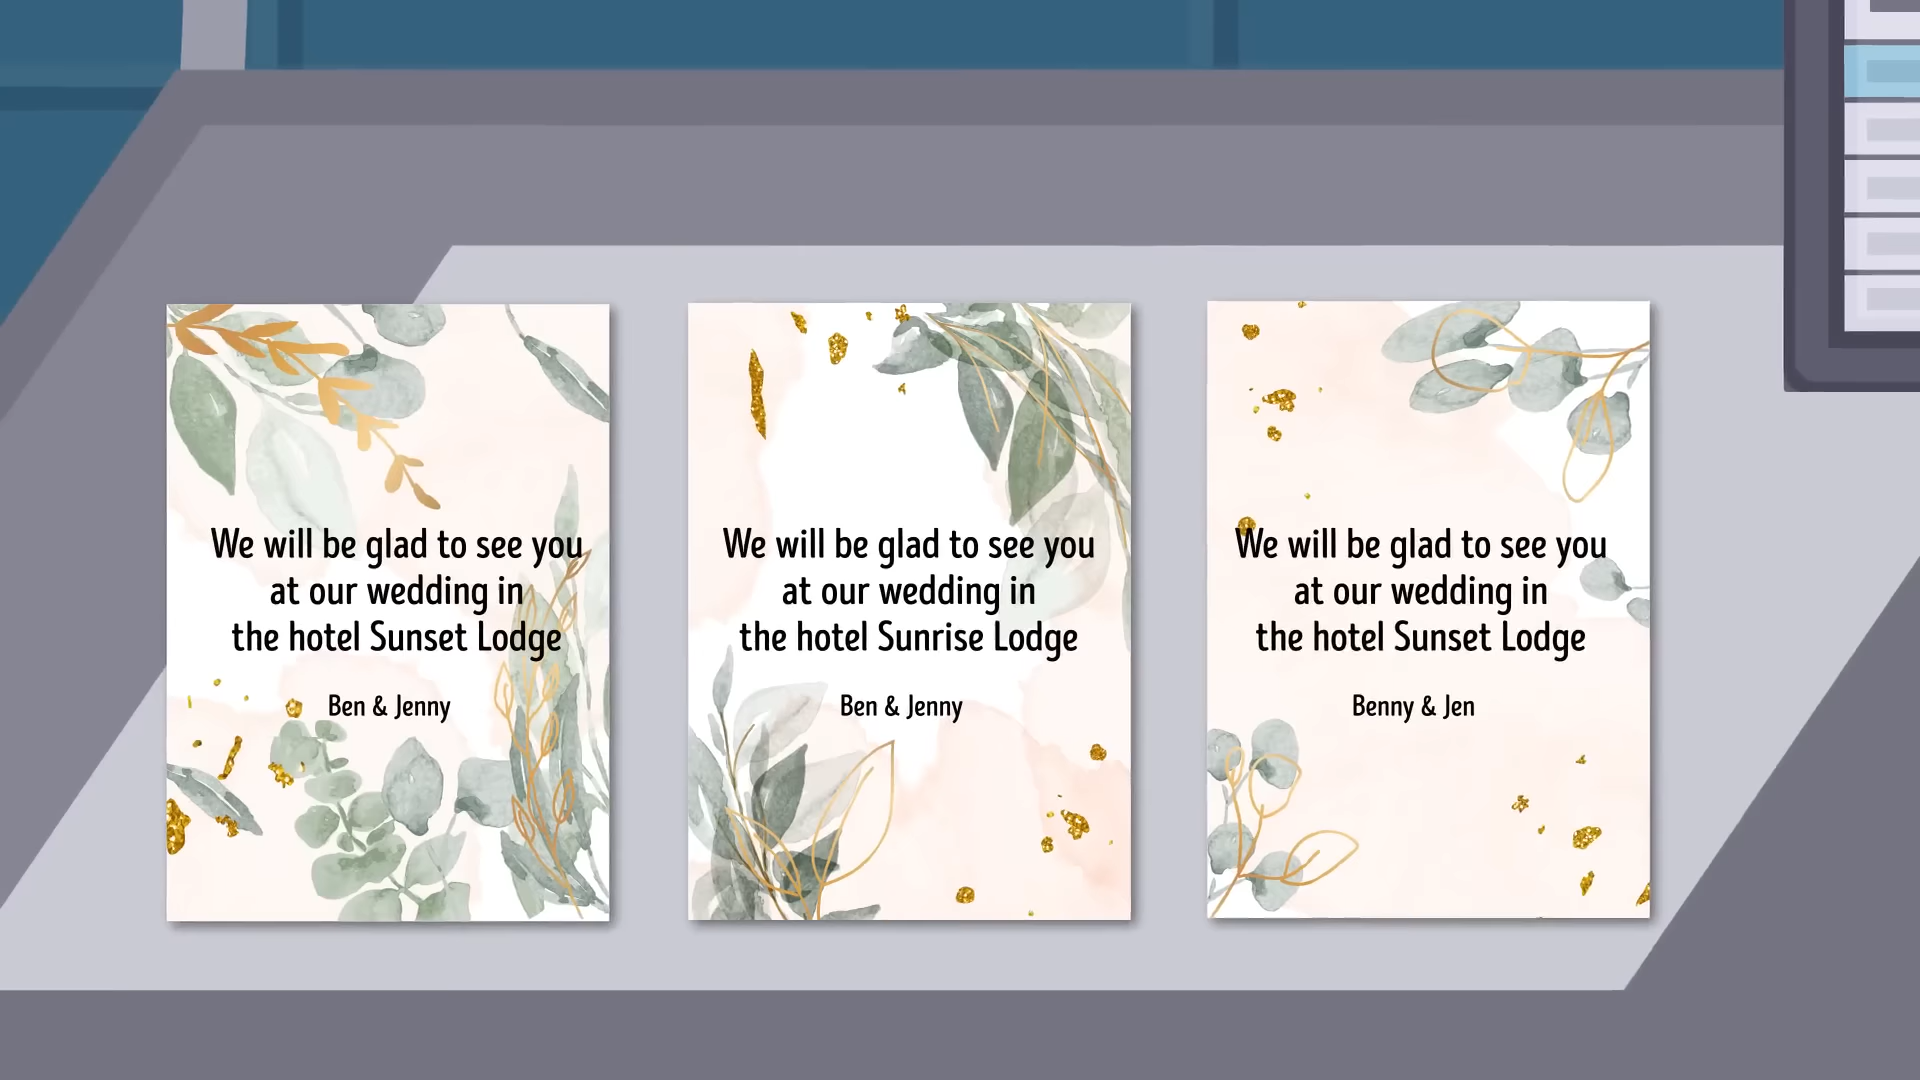 We will be glad to see you
at our wedding in
the hotel Sunset Lodge
Ben & Jenny
We will be glad to see you
at our wedding in
the hotel Sunrise Lodge
Ben & Jenny
We will be glad to see you
at our wedding in
the hotel Sunset Lodge
Benny & Jen